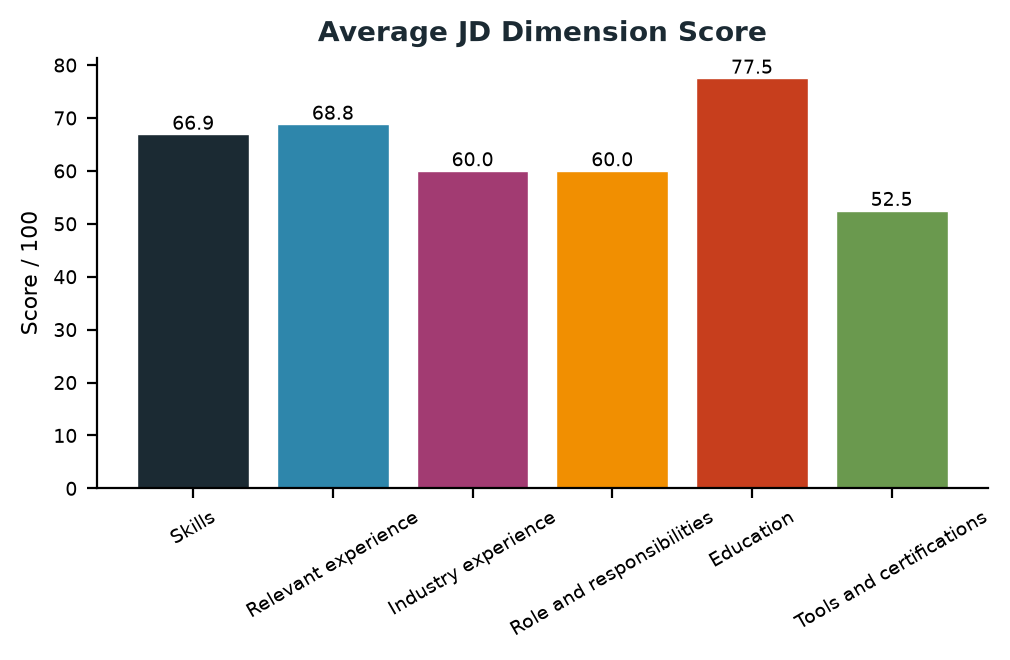 Average JD Dimension Score
Score / 100
80
70
60
50
40
30
20
10
0
66.9
68.8
60.0
60.0
77.5
52.5
Skills
Relevant experience
Industry experience
Role and responsibilities
Education
Tools and certifications